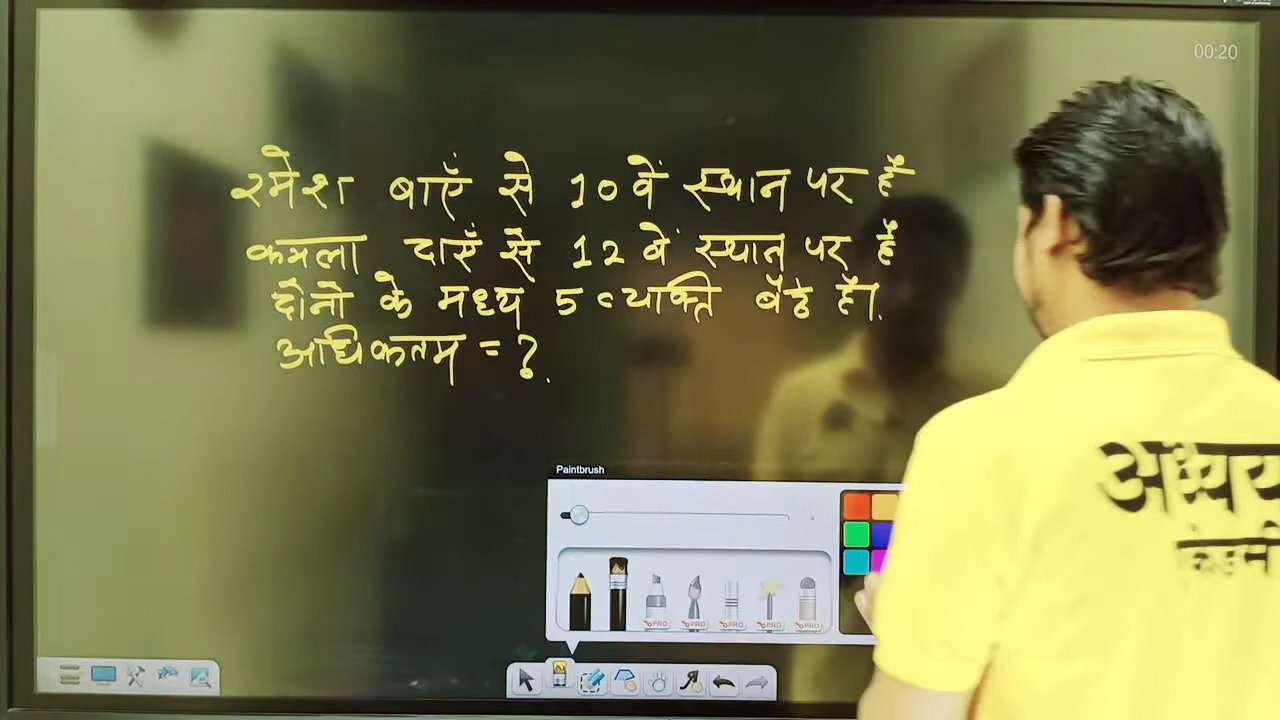 00:20
रमेश बाएँ से 10 वें स्थान पर हैं
कमला दाएँ से 12 वें स्थान पर हैं
दोनो के मध्य 5 व्यक्ति बैठे हैं।
अधिकतम = ?
Paintbrush
PRO PRO PRO PRO PRO